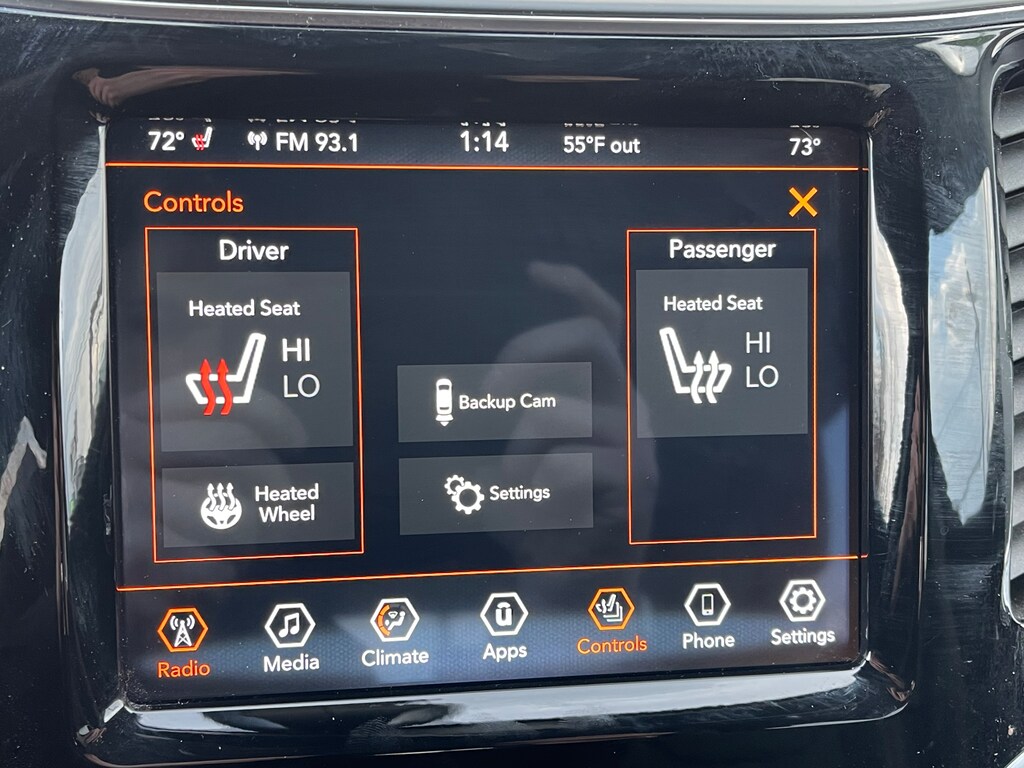 72° FM 93.1 1:14 55°F out 73°
Controls
Driver
Heated Seat
HI
LO
Heated
Wheel
Backup Cam
Settings
Passenger
Heated Seat
HI
LO
Radio Media Climate Apps Controls Phone Settings